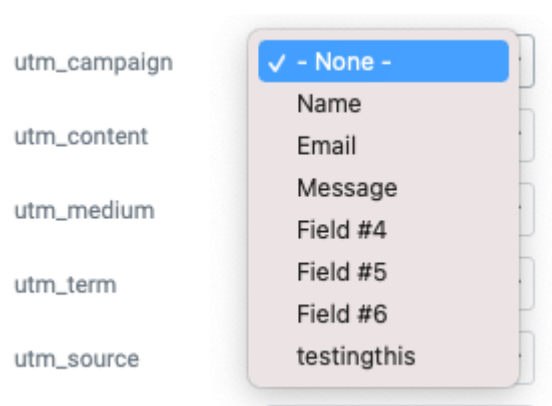 utm_campaign
utm_content
utm_medium
utm_term
utm_source
✓ - None -
Name
Email
Message
Field #4
Field #5
Field #6
testingthis